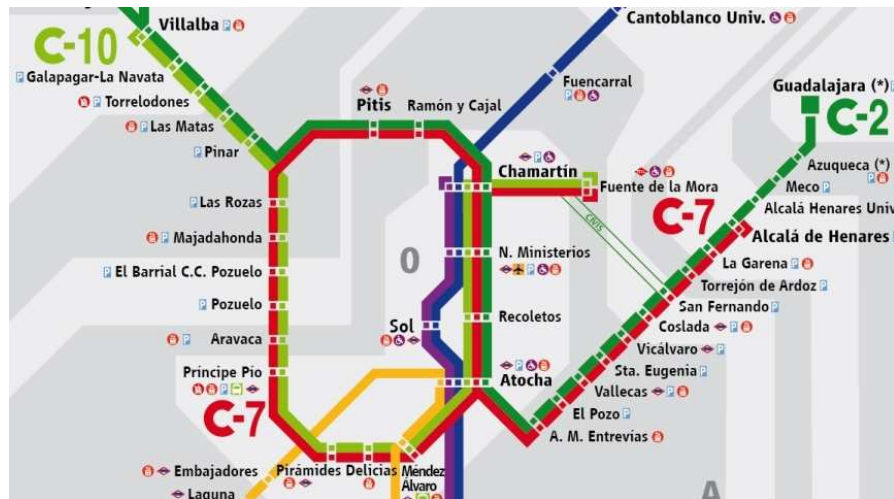 Villalba
Cantoblanco Univ.
C-10
Galapagar-La Navata
Fuencarral
Guadalajara (*)
Torrelodones
Pitis
Ramón y Cajal
C-2
Las Matas
Pinar
Chamartín
Azuqueca (*)
Meco
Fuente de la Mora
Las Rozas
C-7
Alcalá Henares Univ
CNIS
Majadahonda
Alcalá de Henares
O
N. Ministerios
La Garena
El Barrial C.C. Pozuelo
Torrejón de Ardoz
Pozuelo
San Fernando
Recoletos
Sol
Coslada
Aravaca
Vicálvaro
Sta. Eugenia
Príncipe Pío
Atocha
Vallecas
C-7
El Pozo
A. M. Entrevías
Embajadores
Pirámides
Delicias
Méndez
Álvaro
Laguna
A